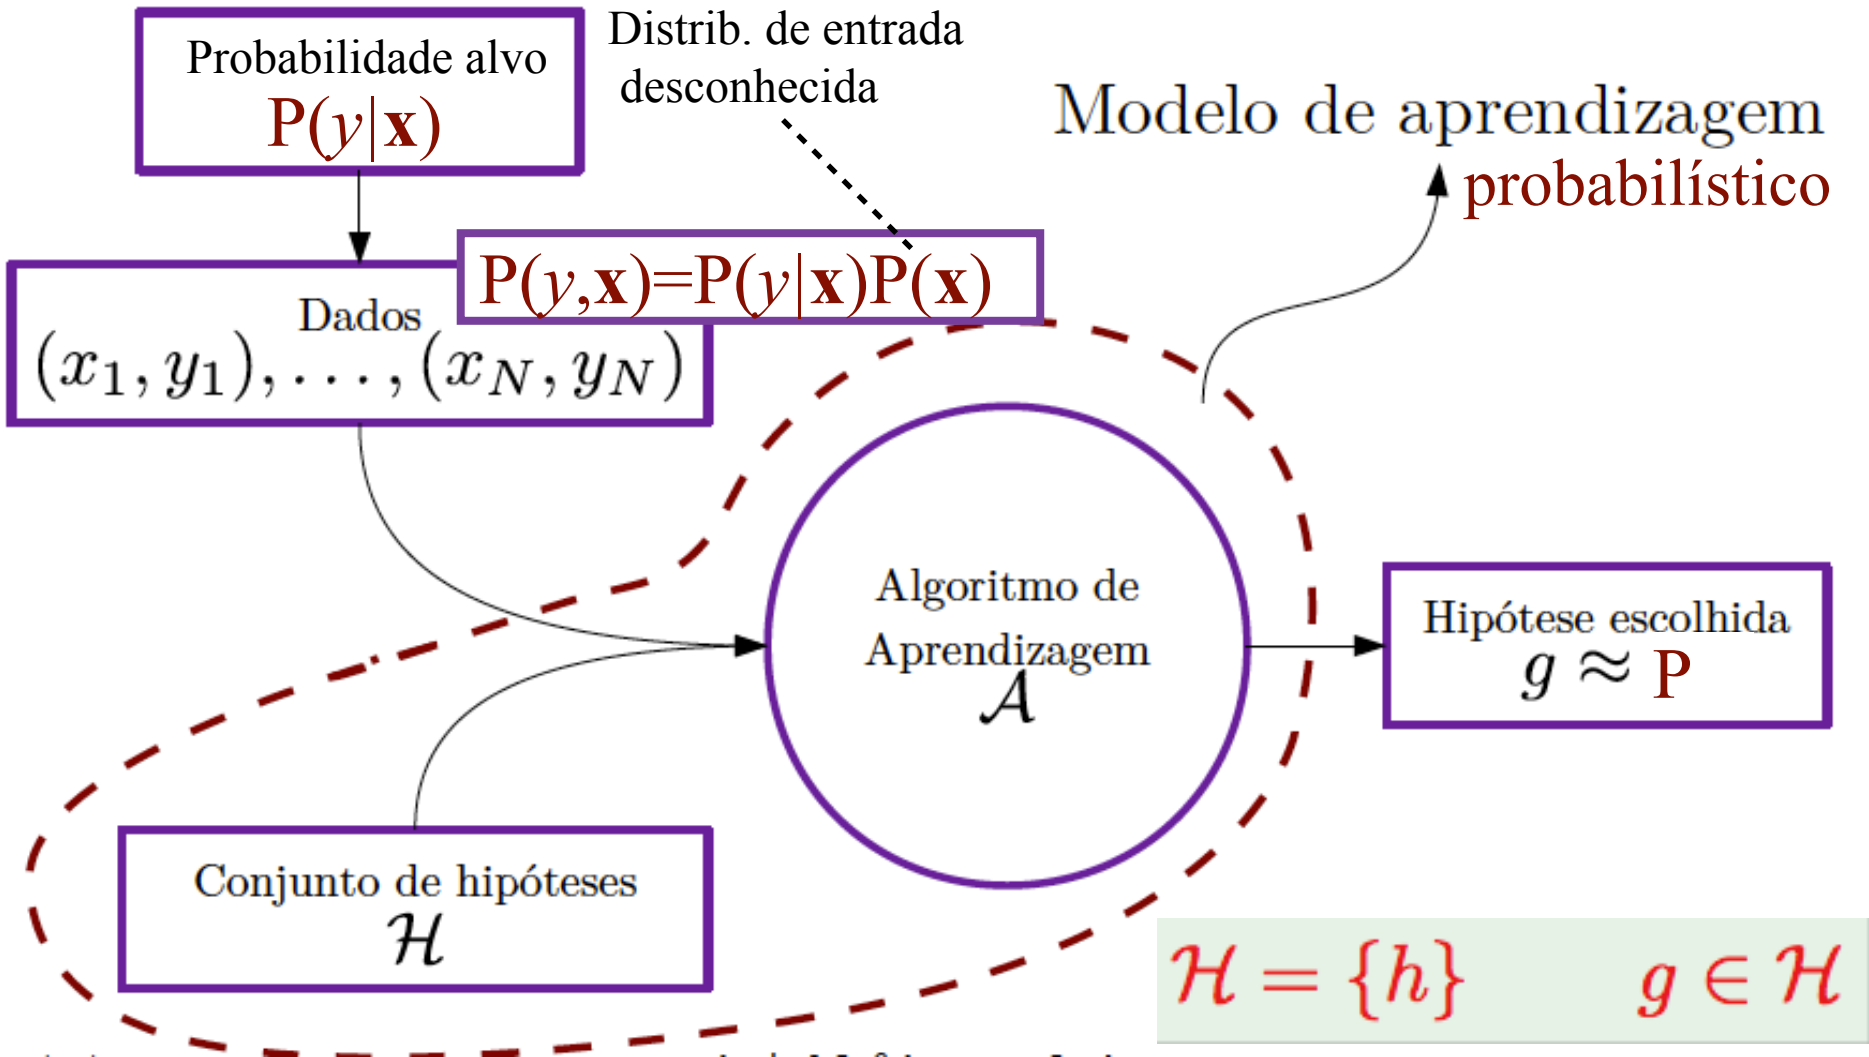 Probabilidade alvo
P(y|x)
Distrib. de entrada
desconhecida
Modelo de aprendizagem
probabilístico
P(y,x)=P(y|x)P(x)
Dados
(x₁, y₁), . . . , (x_N, y_N)
Algoritmo de
Aprendizagem
𝒜
Hipótese escolhida
g ≈ P
Conjunto de hipóteses
ℋ
ℋ = {h} g ∈ ℋ